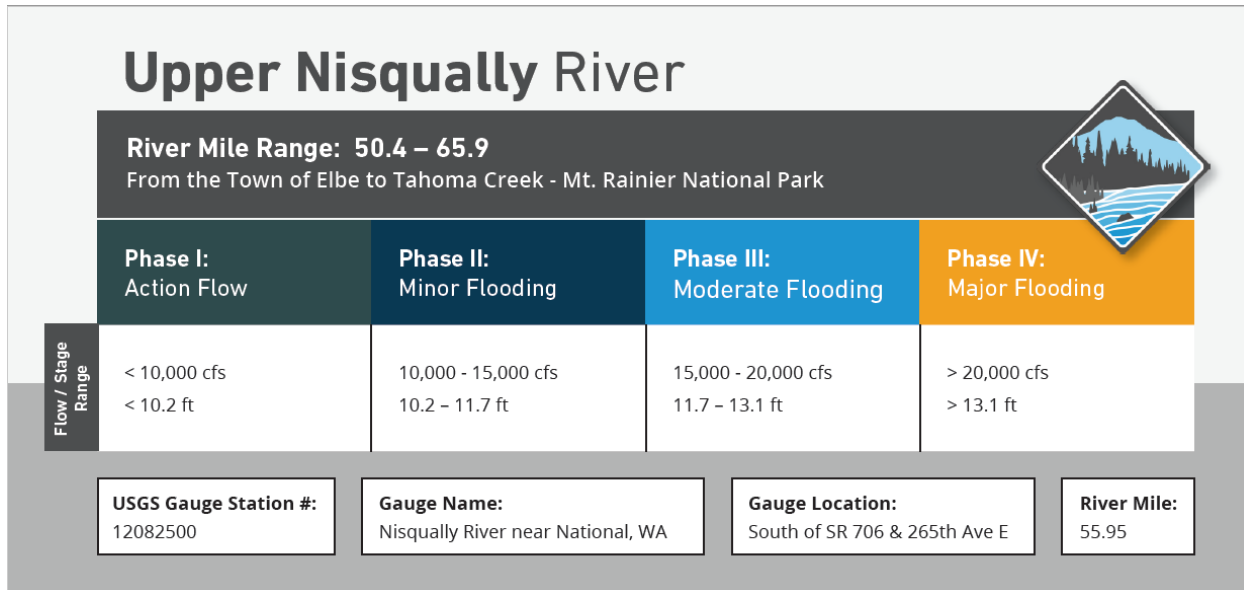 Upper Nisqually River
River Mile Range: 50.4 – 65.9
From the Town of Elbe to Tahoma Creek - Mt. Rainier National Park
Phase I:
Action Flow
Phase II:
Minor Flooding
Phase III:
Moderate Flooding
Phase IV:
Major Flooding
Flow / Stage
Range
< 10,000 cfs
< 10.2 ft
10,000 - 15,000 cfs
10.2 – 11.7 ft
15,000 - 20,000 cfs
11.7 – 13.1 ft
> 20,000 cfs
> 13.1 ft
USGS Gauge Station #:
12082500
Gauge Name:
Nisqually River near National, WA
Gauge Location:
South of SR 706 & 265th Ave E
River Mile:
55.95